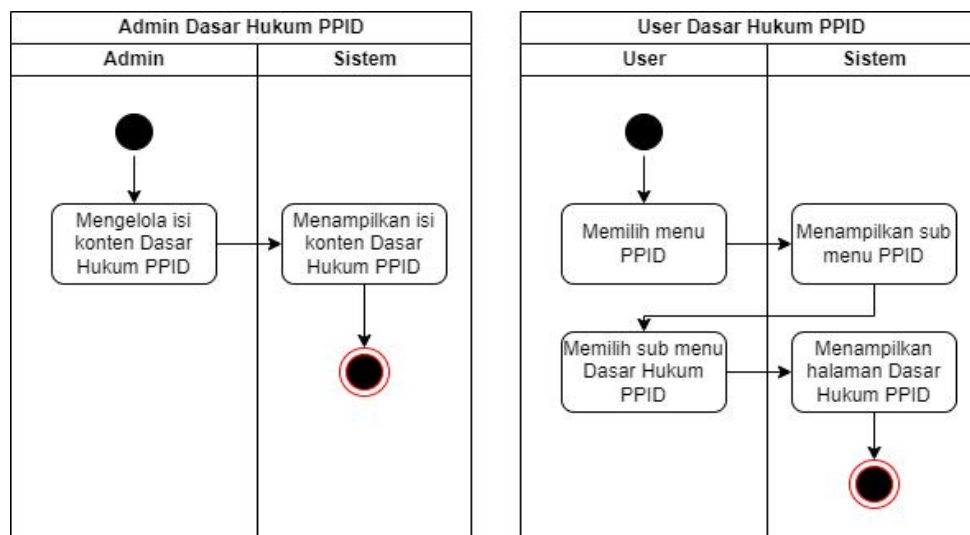 Admin Dasar Hukum PPID
Admin
Sistem
Mengelola isi
konten Dasar
Hukum PPID
Menampilkan isi
konten Dasar
Hukum PPID
User Dasar Hukum PPID
User
Sistem
Memilih menu
PPID
Menampilkan sub
menu PPID
Memilih sub menu
Dasar Hukum
PPID
Menampilkan
halaman Dasar
Hukum PPID